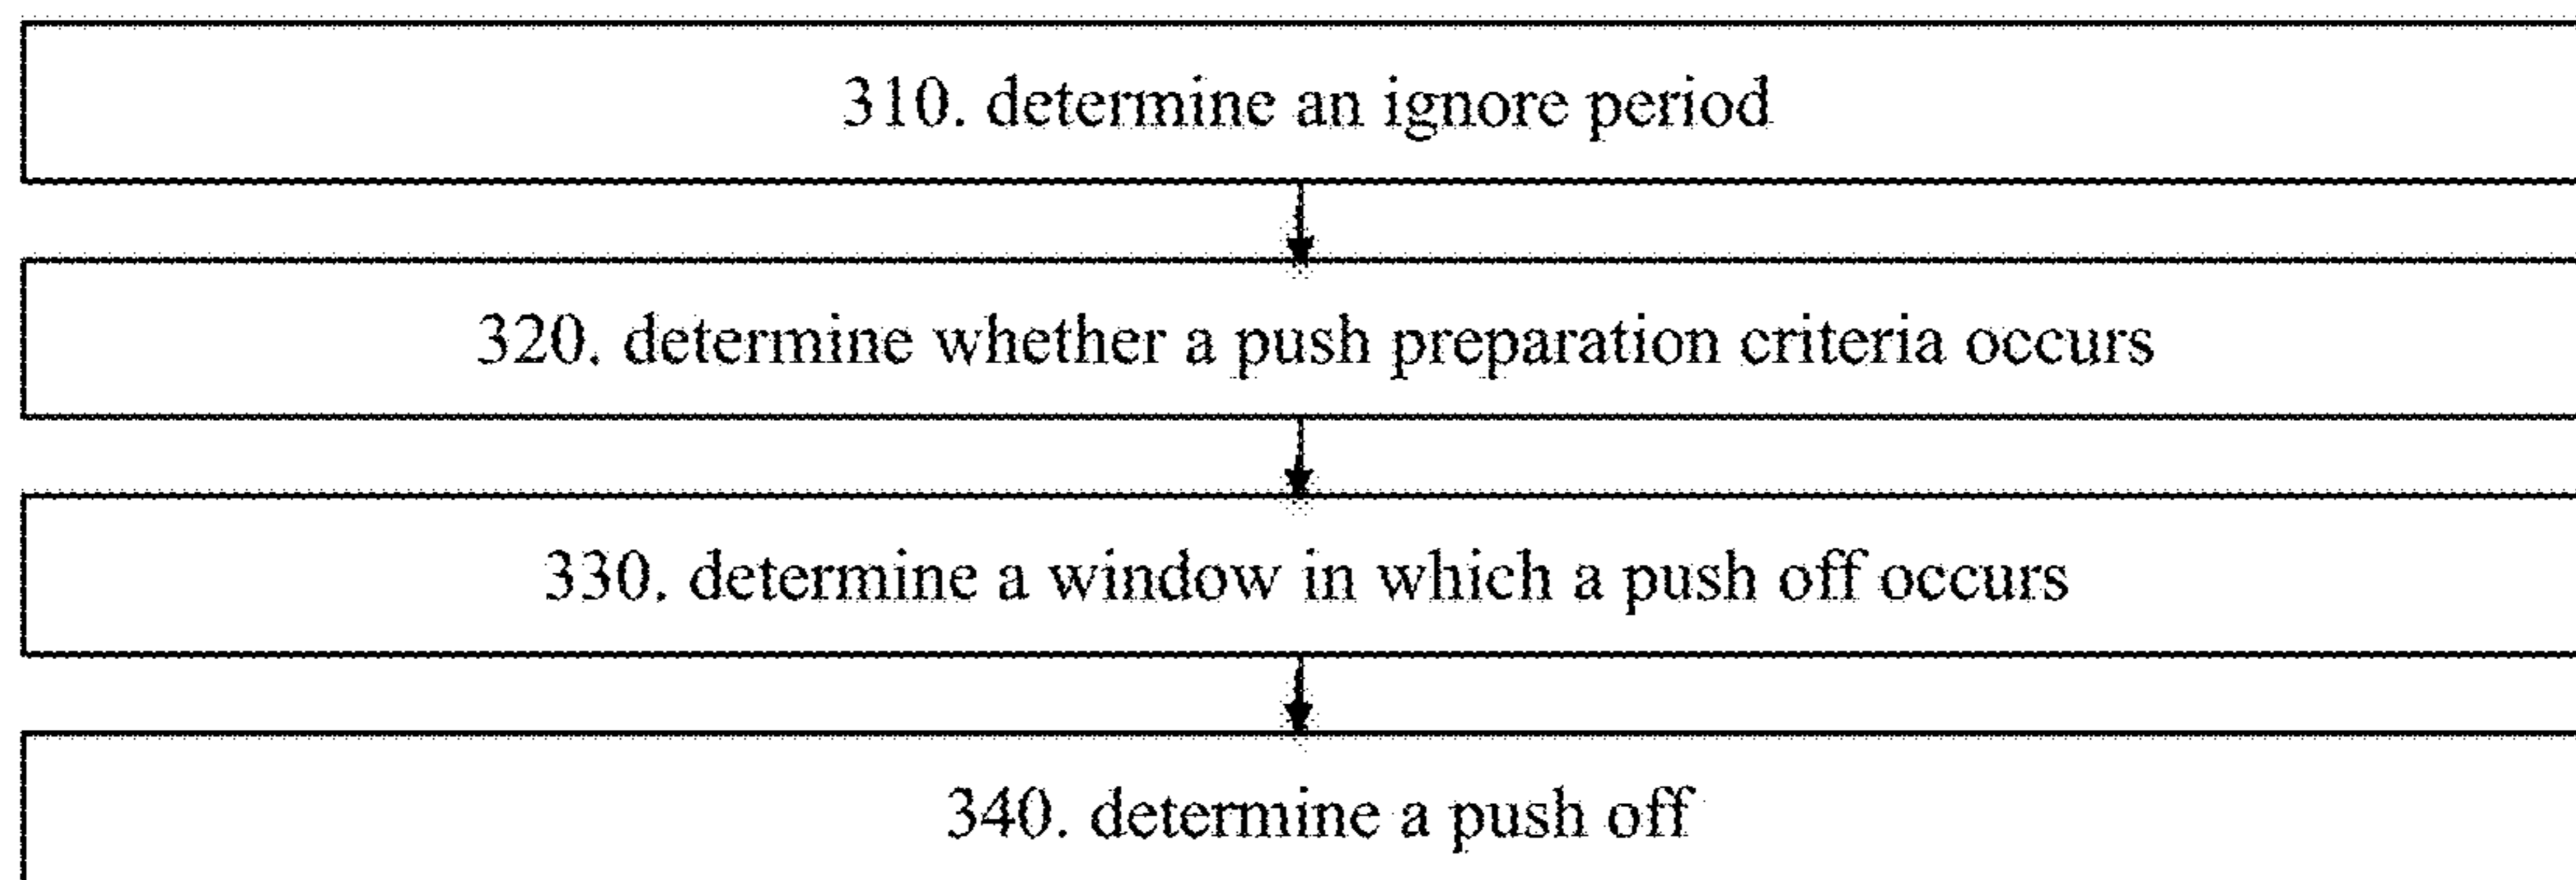 310. determine an ignore period
320. determine whether a push preparation criteria occurs
330. determine a window in which a push off occurs
340. determine a push off